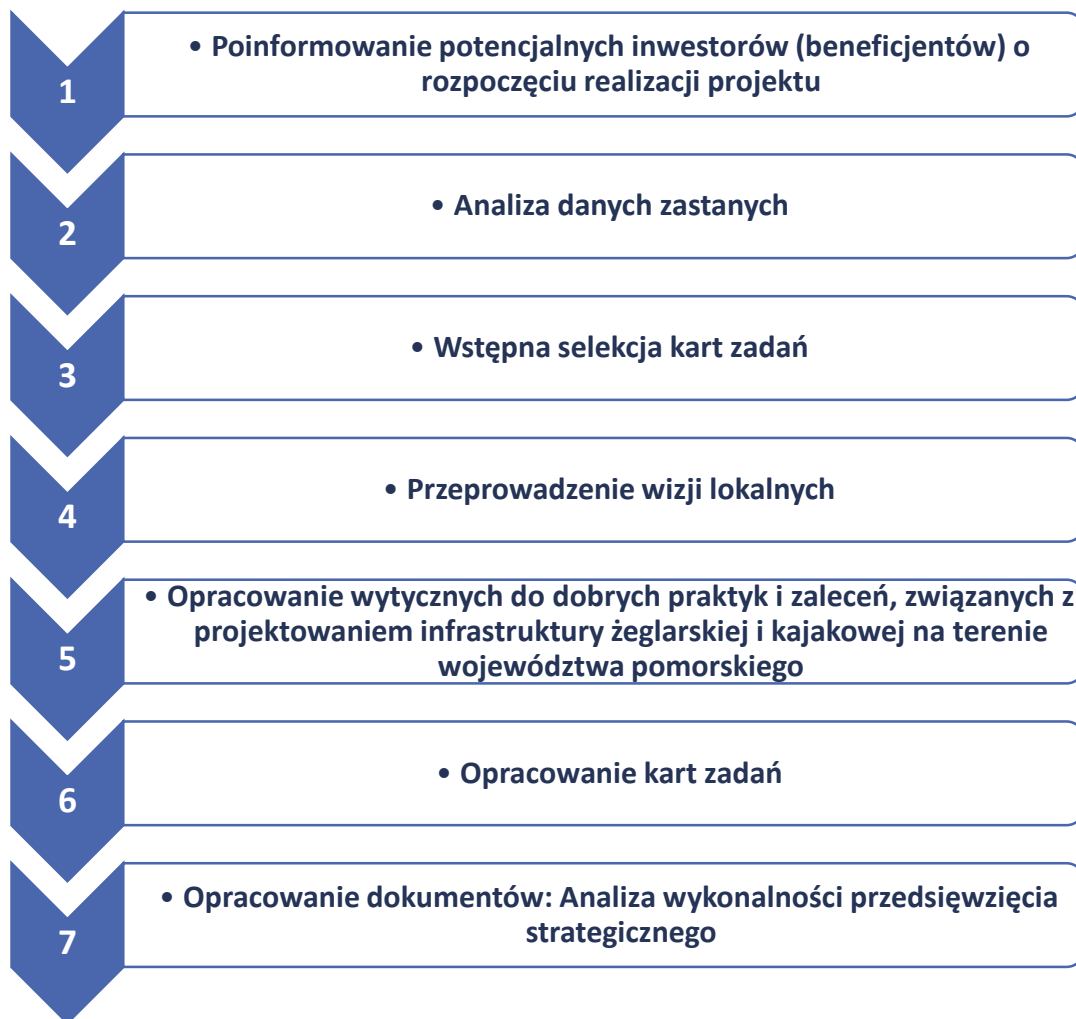 1
• Poinformowanie potencjalnych inwestorów (beneficjentów) o
rozpoczęciu realizacji projektu
2
• Analiza danych zastanych
3
• Wstępna selekcja kart zadań
4
• Przeprowadzenie wizji lokalnych
5
• Opracowanie wytycznych do dobrych praktyk i zaleceń, związanych z
projektowaniem infrastruktury żeglarskiej i kajakowej na terenie
województwa pomorskiego
6
• Opracowanie kart zadań
7
• Opracowanie dokumentów: Analiza wykonalności przedsięwzięcia
strategicznego